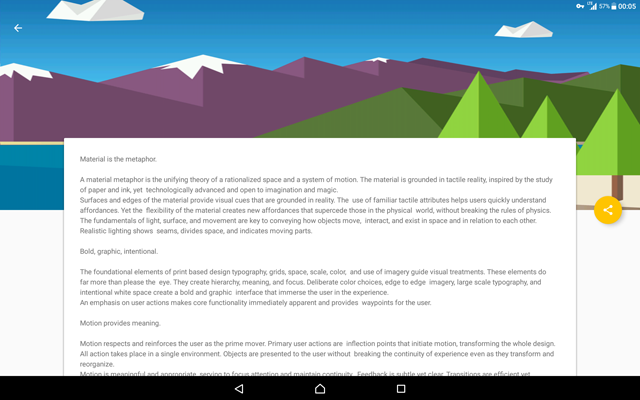 LTE 57% 00:05
Material is the metaphor.
A material metaphor is the unifying theory of a rationalized space and a system of motion. The material is grounded in tactile reality, inspired by the study
of paper and ink, yet technologically advanced and open to imagination and magic.
Surfaces and edges of the material provide visual cues that are grounded in reality. The use of familiar tactile attributes helps users quickly understand
affordances. Yet the flexibility of the material creates new affordances that supercede those in the physical world, without breaking the rules of physics.
The fundamentals of light, surface, and movement are key to conveying how objects move, interact, and exist in space and in relation to each other.
Realistic lighting shows seams, divides space, and indicates moving parts.
Bold, graphic, intentional.
The foundational elements of print based design typography, grids, space, scale, color, and use of imagery guide visual treatments. These elements do
far more than please the eye. They create hierarchy, meaning, and focus. Deliberate color choices, edge to edge imagery, large scale typography, and
intentional white space create a bold and graphic interface that immerse the user in the experience.
An emphasis on user actions makes core functionality immediately apparent and provides waypoints for the user.
Motion provides meaning.
Motion respects and reinforces the user as the prime mover. Primary user actions are inflection points that initiate motion, transforming the whole design.
All action takes place in a single environment. Objects are presented to the user without breaking the continuity of experience even as they transform and
reorganize.
Motion is meaningful and appropriate, serving to focus attention and maintain continuity. Feedback is subtle yet clear. Transitions are efficient yet